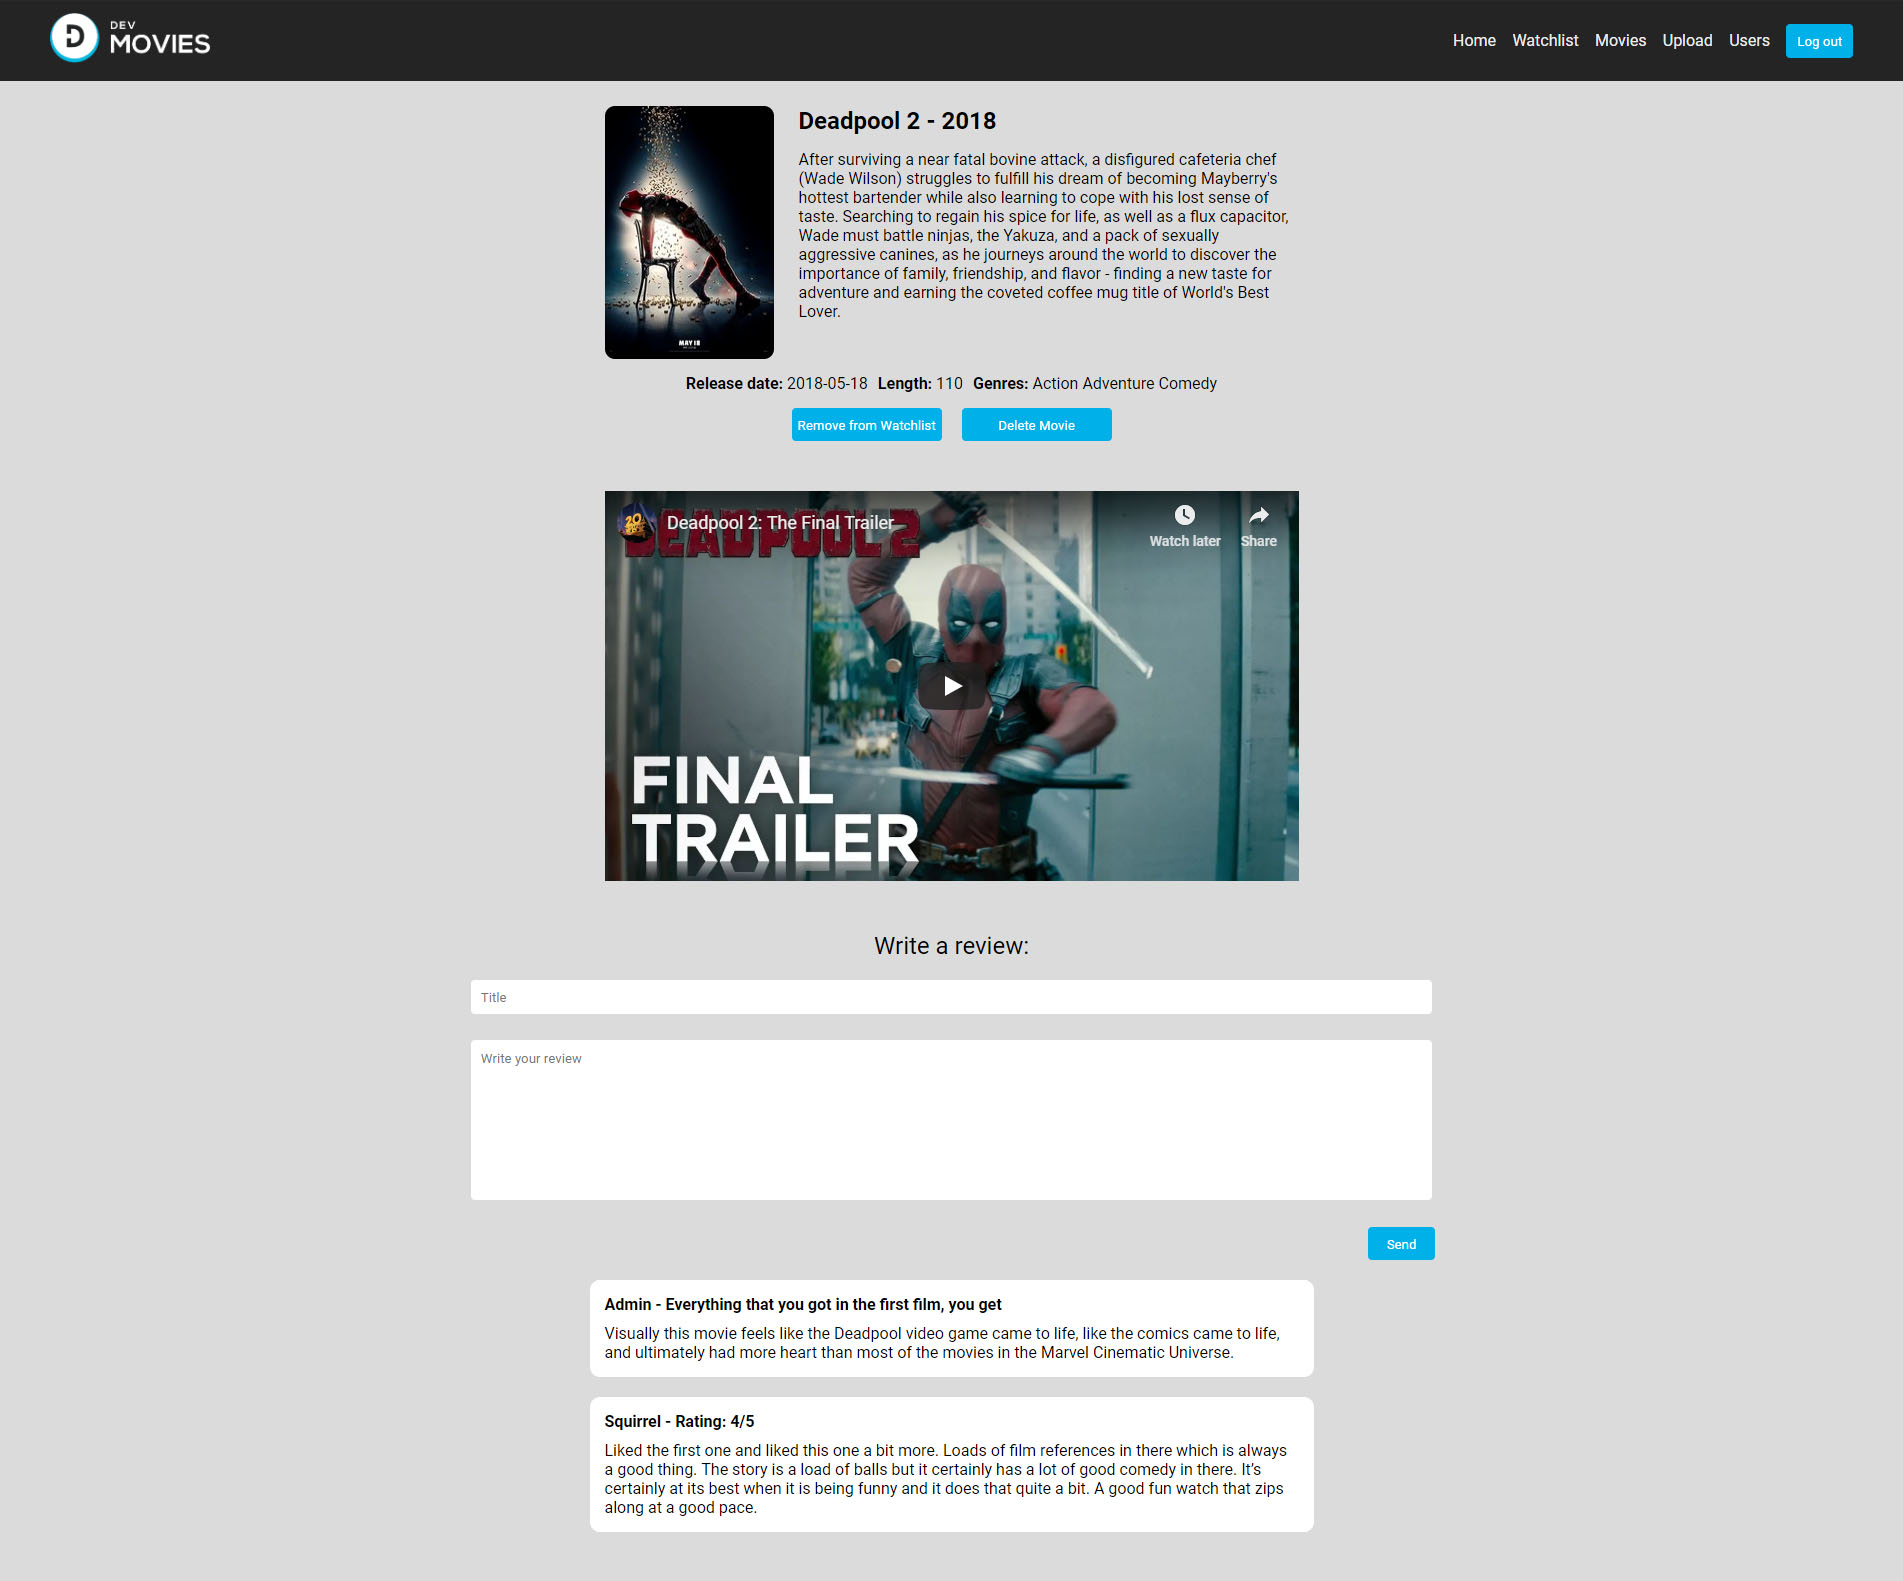 DEV
MOVIES
Home Watchlist Movies Upload Users Log out
Deadpool 2 - 2018
After surviving a near fatal bovine attack, a disfigured cafeteria chef
(Wade Wilson) struggles to fulfill his dream of becoming Mayberry's
hottest bartender while also learning to cope with his lost sense of
taste. Searching to regain his spice for life, as well as a flux capacitor,
Wade must battle ninjas, the Yakuza, and a pack of sexually
aggressive canines, as he journeys around the world to discover the
importance of family, friendship, and flavor - finding a new taste for
adventure and earning the coveted coffee mug title of World's Best
Lover.
MAY 18
Release date: 2018-05-18 Length: 110 Genres: Action Adventure Comedy
Remove from Watchlist Delete Movie
Deadpool 2: The Final Trailer
DEADPOOL 2
Watch later Share
FINAL
TRAILER
Write a review:
Title
Write your review
Send
Admin - Everything that you got in the first film, you get
Visually this movie feels like the Deadpool video game came to life, like the comics came to life,
and ultimately had more heart than most of the movies in the Marvel Cinematic Universe.
Squirrel - Rating: 4/5
Liked the first one and liked this one a bit more. Loads of film references in there which is always
a good thing. The story is a load of balls but it certainly has a lot of good comedy in there. It’s
certainly at its best when it is being funny and it does that quite a bit. A good fun watch that zips
along at a good pace.